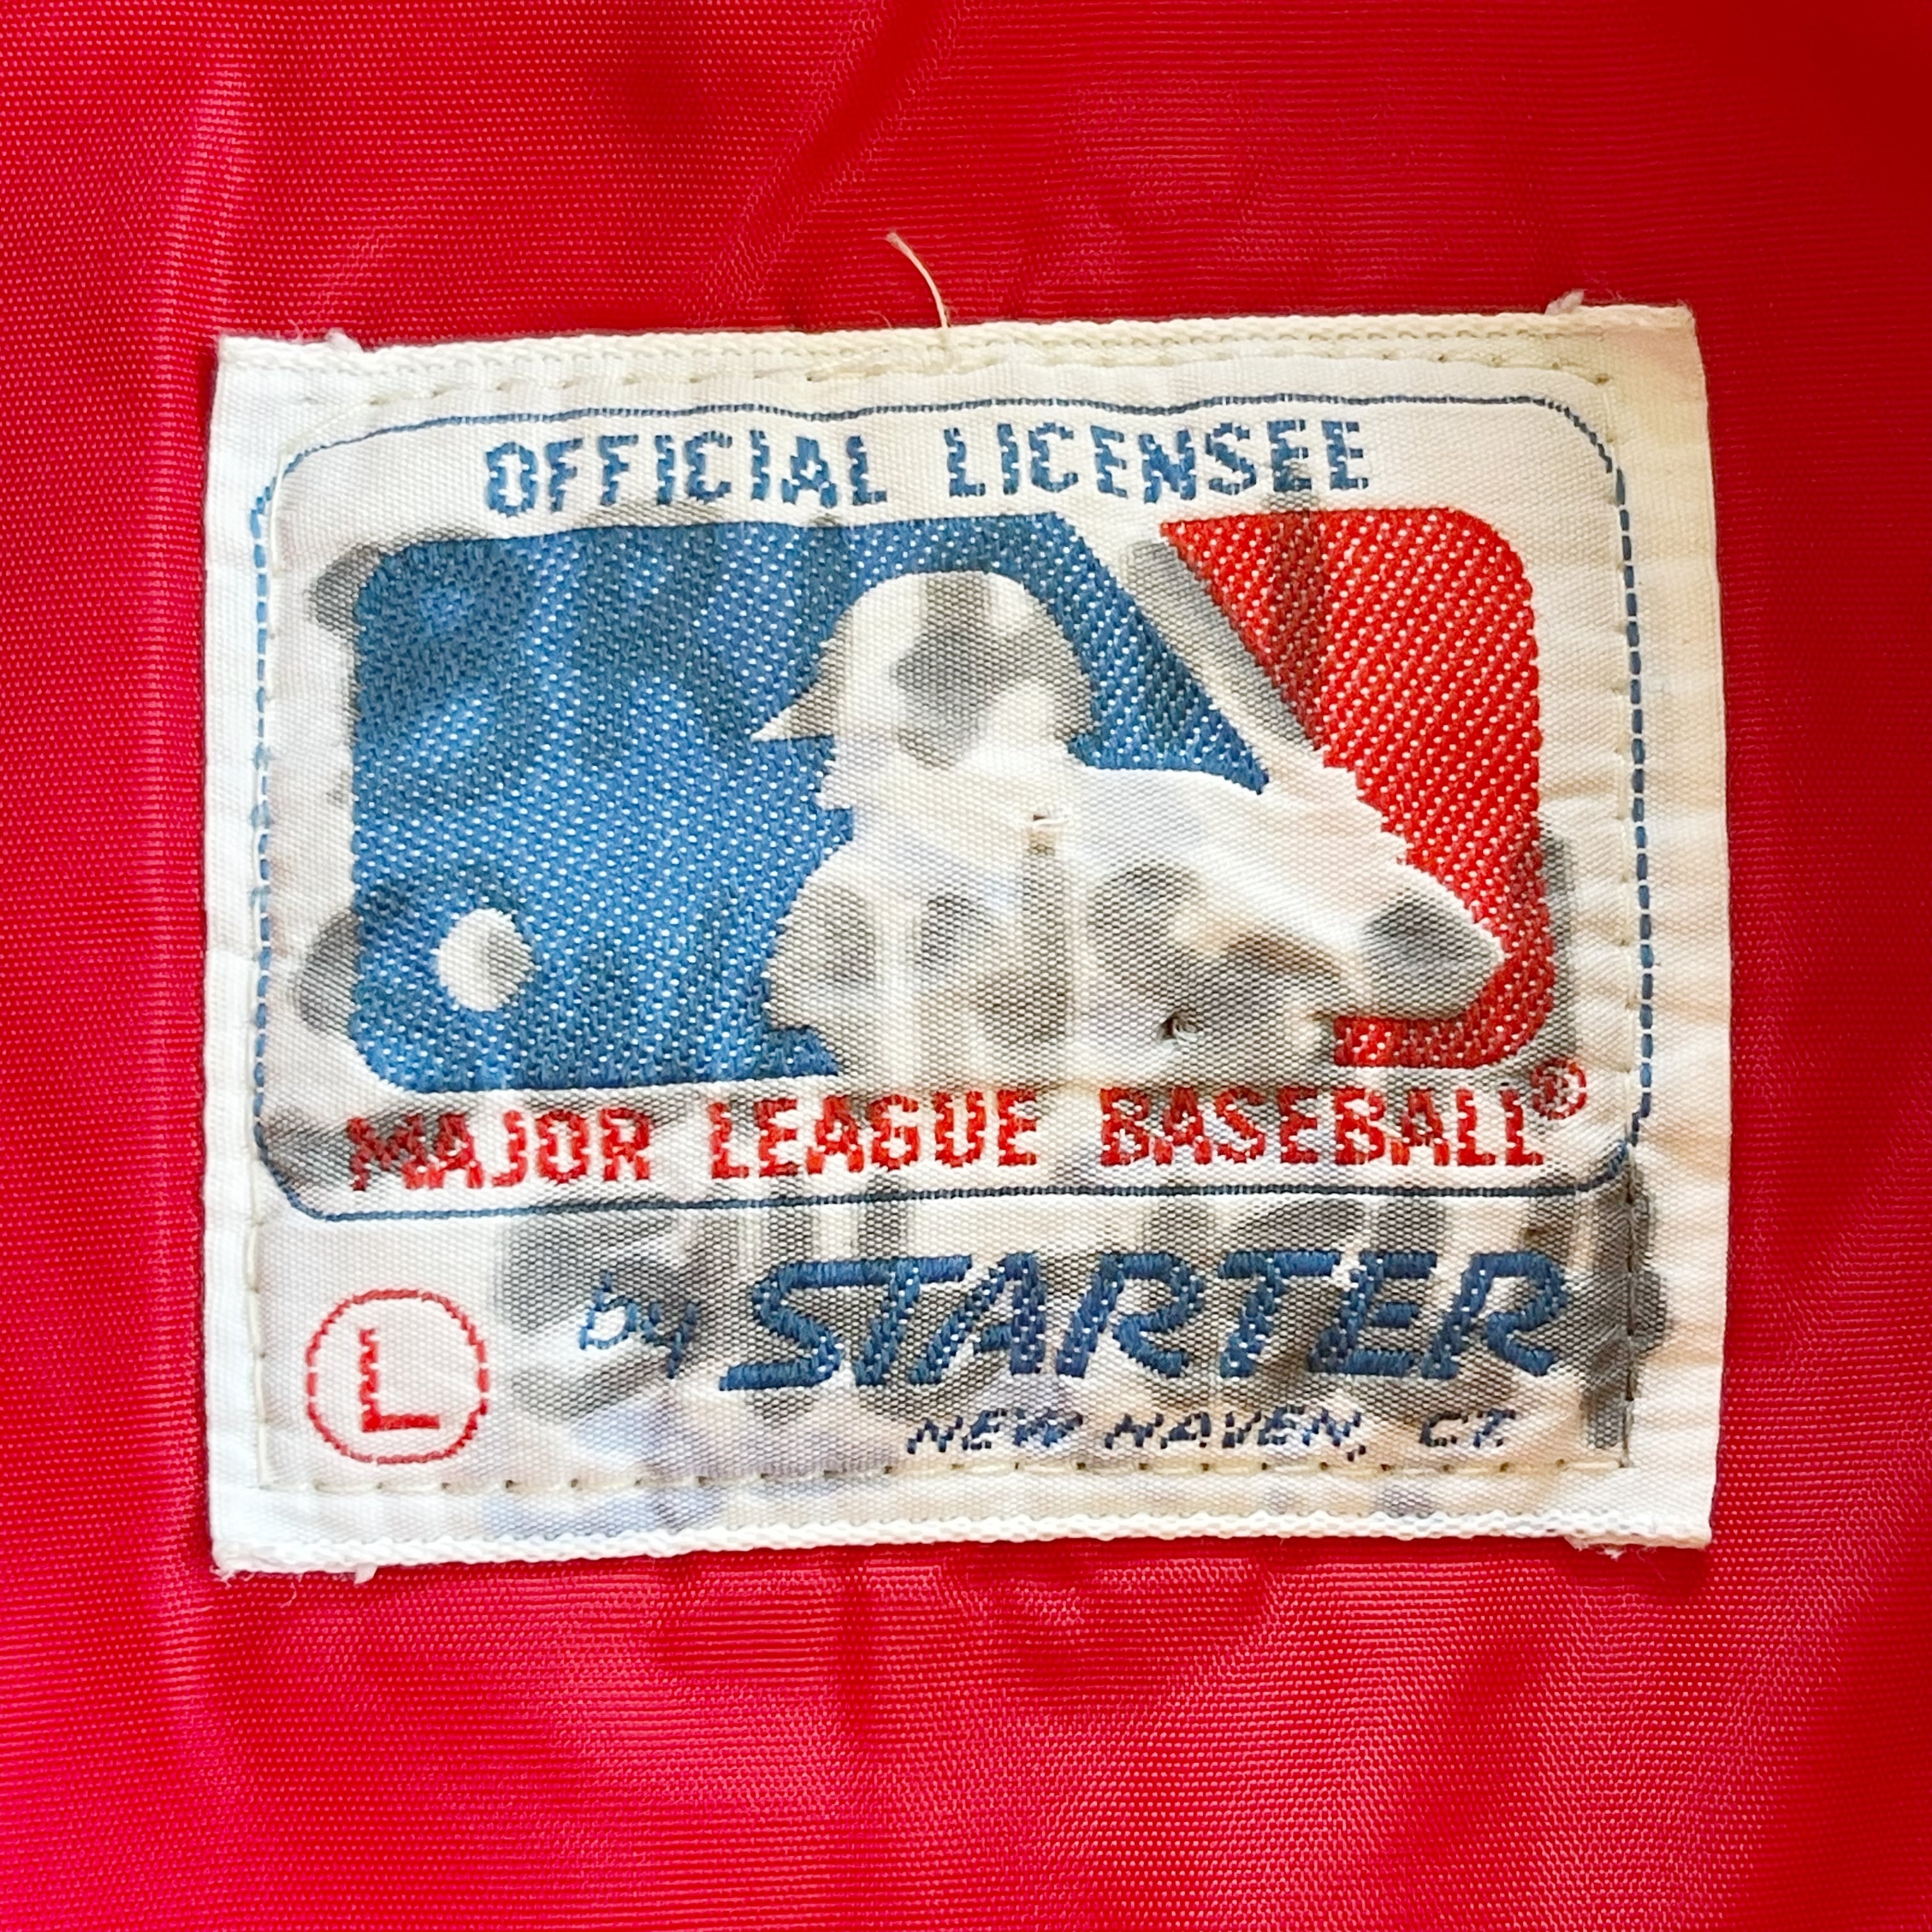 OFFICIAL LICENSEE
MAJOR LEAGUE BASEBALL®
by STARTER
L
NEW HAVEN, CT.